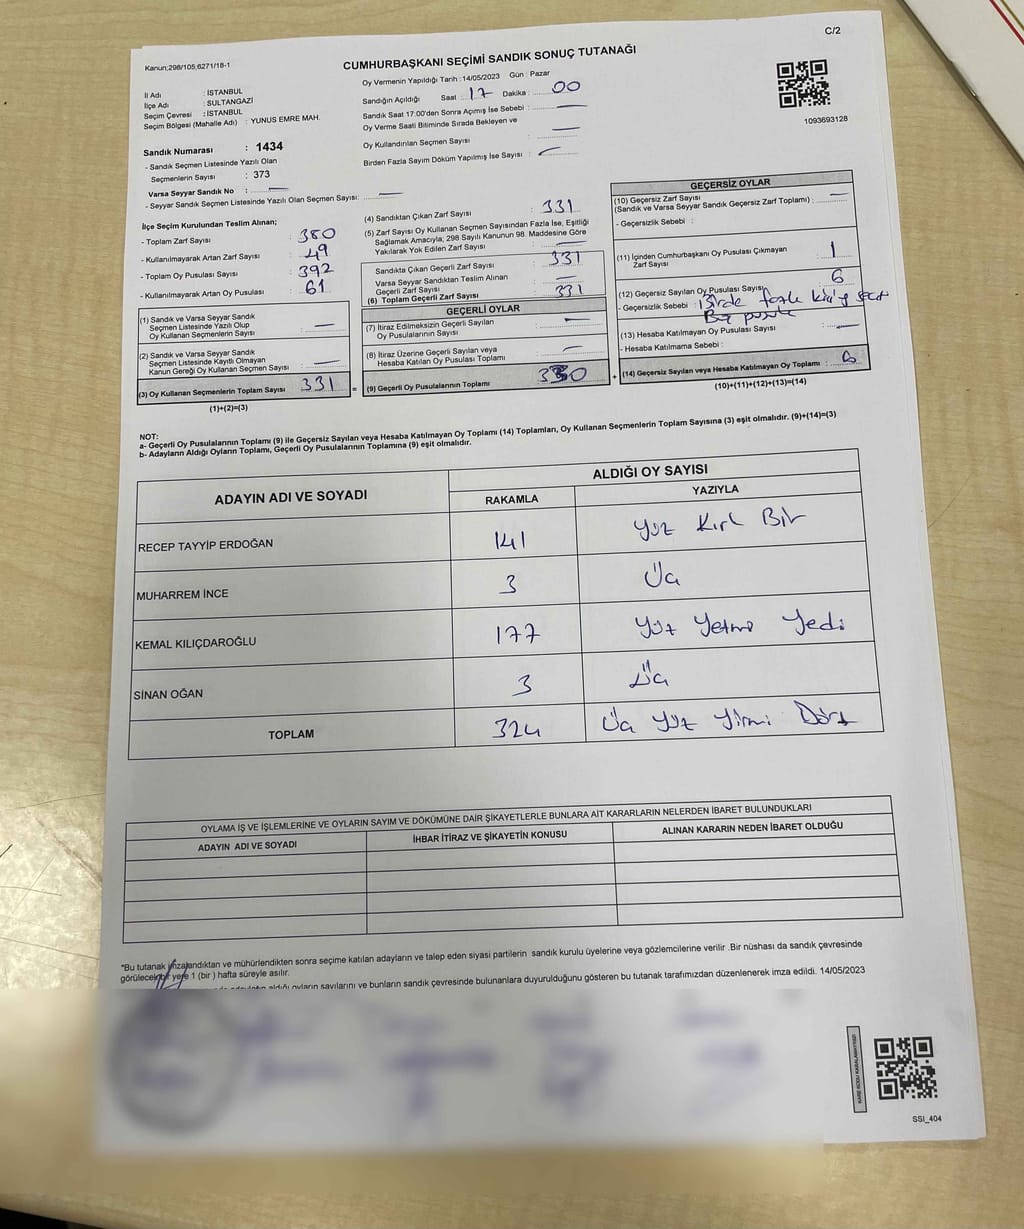 C/2
Kanun;298/105,6271/18-1
CUMHURBAŞKANI SEÇİMİ SANDIK SONUÇ TUTANAĞI
İl Adı : İSTANBUL
İlçe Adı : SULTANGAZİ
Seçim Çevresi : İSTANBUL
Seçim Bölgesi (Mahalle Adı) : YUNUS EMRE MAH.
Sandık Numarası : 1434
- Sandık Seçmen Listesinde Yazılı Olan
Seçmenlerin Sayısı : 373
Varsa Seyyar Sandık No :
- Seyyar Sandık Seçmen Listesinde Yazılı Olan Seçmen Sayısı:
Oy Vermenin Yapıldığı Tarih : 14/05/2023 Gün : Pazar
Sandığın Açıldığı Saat 17 Dakika : 00
Sandık Saat 17:00'den Sonra Açımış İse Sebebi :
Oy Verme Saati Bitiminde Sırada Bekleyen ve
Oy Kullandırılan Seçmen Sayısı
Birden Fazla Sayım Döküm Yapılmış İse Sayısı :
1093693128
İlçe Seçim Kurulundan Teslim Alınan;
- Toplam Zarf Sayısı : 380
- Kullanılmayarak Artan Zarf Sayısı : 49
- Toplam Oy Pusulası Sayısı : 392
- Kullanılmayarak Artan Oy Pusulası : 61
(1) Sandık ve Varsa Seyyar Sandık
Seçmen Listesinde Yazılı Olup
Oy Kullanan Seçmenlerin Sayısı
(2) Sandık ve Varsa Seyyar Sandık
Seçmen Listesinde Kayıtlı Olmayan
Kanun Gereği Oy Kullanan Seçmen Sayısı
(3) Oy Kullanan Seçmenlerin Toplam Sayısı 331
(1)+(2)=(3)
(4) Sandıktan Çıkan Zarf Sayısı : 331
(5) Zarf Sayısı Oy Kullanan Seçmen Sayısından Fazla İse, Eşitliği
Sağlamak Amacıyla; 298 Sayılı Kanunun 98. Maddesine Göre
Yakılarak Yok Edilen Zarf Sayısı
Sandıkta Çıkan Geçerli Zarf Sayısı : 331
Varsa Seyyar Sandıktan Teslim Alınan
Geçerli Zarf Sayısı
(6) Toplam Geçerli Zarf Sayısı : 331
GEÇERLİ OYLAR
(7) İtiraz Edilmeksizin Geçerli Sayılan
Oy Pusulalarının Sayısı
(8) İtiraz Üzerine Geçerli Sayılan veya
Hesaba Katılan Oy Pusulası Toplamı
= (9) Geçerli Oy Pusulalarının Toplamı
GEÇERSİZ OYLAR
(10) Geçersiz Zarf Sayısı
(Sandık ve Varsa Seyyar Sandık Geçersiz Zarf Toplamı) :
- Geçersizlik Sebebi :
(11) İçinden Cumhurbaşkanı Oy Pusulası Çıkmayan
Zarf Sayısı : 1
(12) Geçersiz Sayılan Oy Pusulası Sayısı 6
- Geçersizlik Sebebi : Birde fazla
(13) Hesaba Katılmayan Oy Pusulası Sayısı :
- Hesaba Katılmama Sebebi :
+ (14) Geçersiz Sayılan veya Hesaba Katılmayan Oy Toplamı :
(10)+(11)+(12)+(13)=(14)
NOT:
a- Geçerli Oy Pusulalarının Toplamı (9) ile Geçersiz Sayılan veya Hesaba Katılmayan Oy Toplamı (14) Toplamları, Oy Kullanan Seçmenlerin Toplam Sayısına (3) eşit olmalıdır. (9)+(14)=(3)
b- Adayların Aldığı Oyların Toplamı, Geçerli Oy Pusulalarının Toplamına (9) eşit olmalıdır.
ADAYIN ADI VE SOYADI ALDIĞI OY SAYISI
RAKAMLA YAZIYLA
RECEP TAYYİP ERDOĞAN 141 Yüz Kırk Bir
MUHARREM İNCE 3 Üç
KEMAL KILIÇDAROĞLU 177 Yüz Yetmo Yedi
SİNAN OĞAN 3 Üç
TOPLAM 324 Üç Yüz Yirmi Dört
OYLAMA İŞ VE İŞLEMLERİNE VE OYLARIN SAYIM VE DÖKÜMÜNE DAİR ŞİKAYETLERLE BUNLARA AİT KARARLARIN NELERDEN İBARET BULUNDUKLARI
ADAYIN ADI VE SOYADI İHBAR İTİRAZ VE ŞİKAYETİN KONUSU ALINAN KARARIN NEDEN İBARET OLDUĞU
*Bu tutanak imzalandıktan ve mühürlendikten sonra seçime katılan adayların ve talep eden siyasi partilerin sandık kurulu üyelerine veya gözlemcilerine verilir .Bir nüshası da sandık çevresinde
görülecek bir yere 1 (bir ) hafta süreyle asılır.
aldığı oyların sayılarını ve bunların sandık çevresinde bulunanlara duyurulduğunu gösteren bu tutanak tarafımızdan düzenlenerek imza edildi. 14/05/2023
KARE KODU KARALAMAYINIZ!
SSI_404